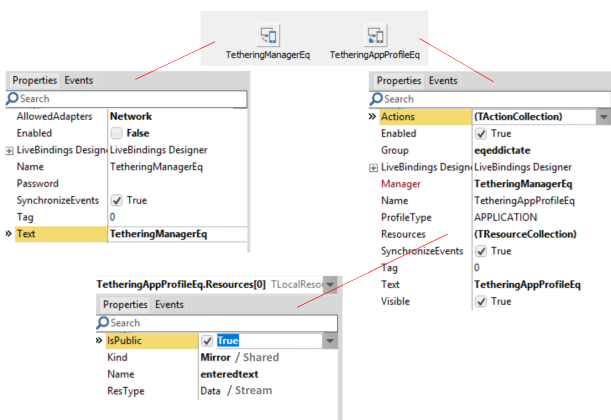 TetheringManagerEq TetheringAppProfileEq
Properties Events
Search
AllowedAdapters Network
Enabled False
LiveBindings Design LiveBindings Designer
Name TetheringManagerEq
Password
SynchronizeEvents True
Tag 0
Text TetheringManagerEq
Properties Events
Search
Actions (TActionCollection)
Enabled True
Group eqeddictate
LiveBindings Design LiveBindings Designer
Manager TetheringManagerEq
Name TetheringAppProfileEq
ProfileType APPLICATION
Resources (TResourceCollection)
SynchronizeEvents True
Tag 0
Text TetheringAppProfileEq
Visible True
TetheringAppProfileEq.Resources[0] TLocalResou
Properties Events
Search
IsPublic True
Kind Mirror / Shared
Name enteredtext
ResType Data / Stream